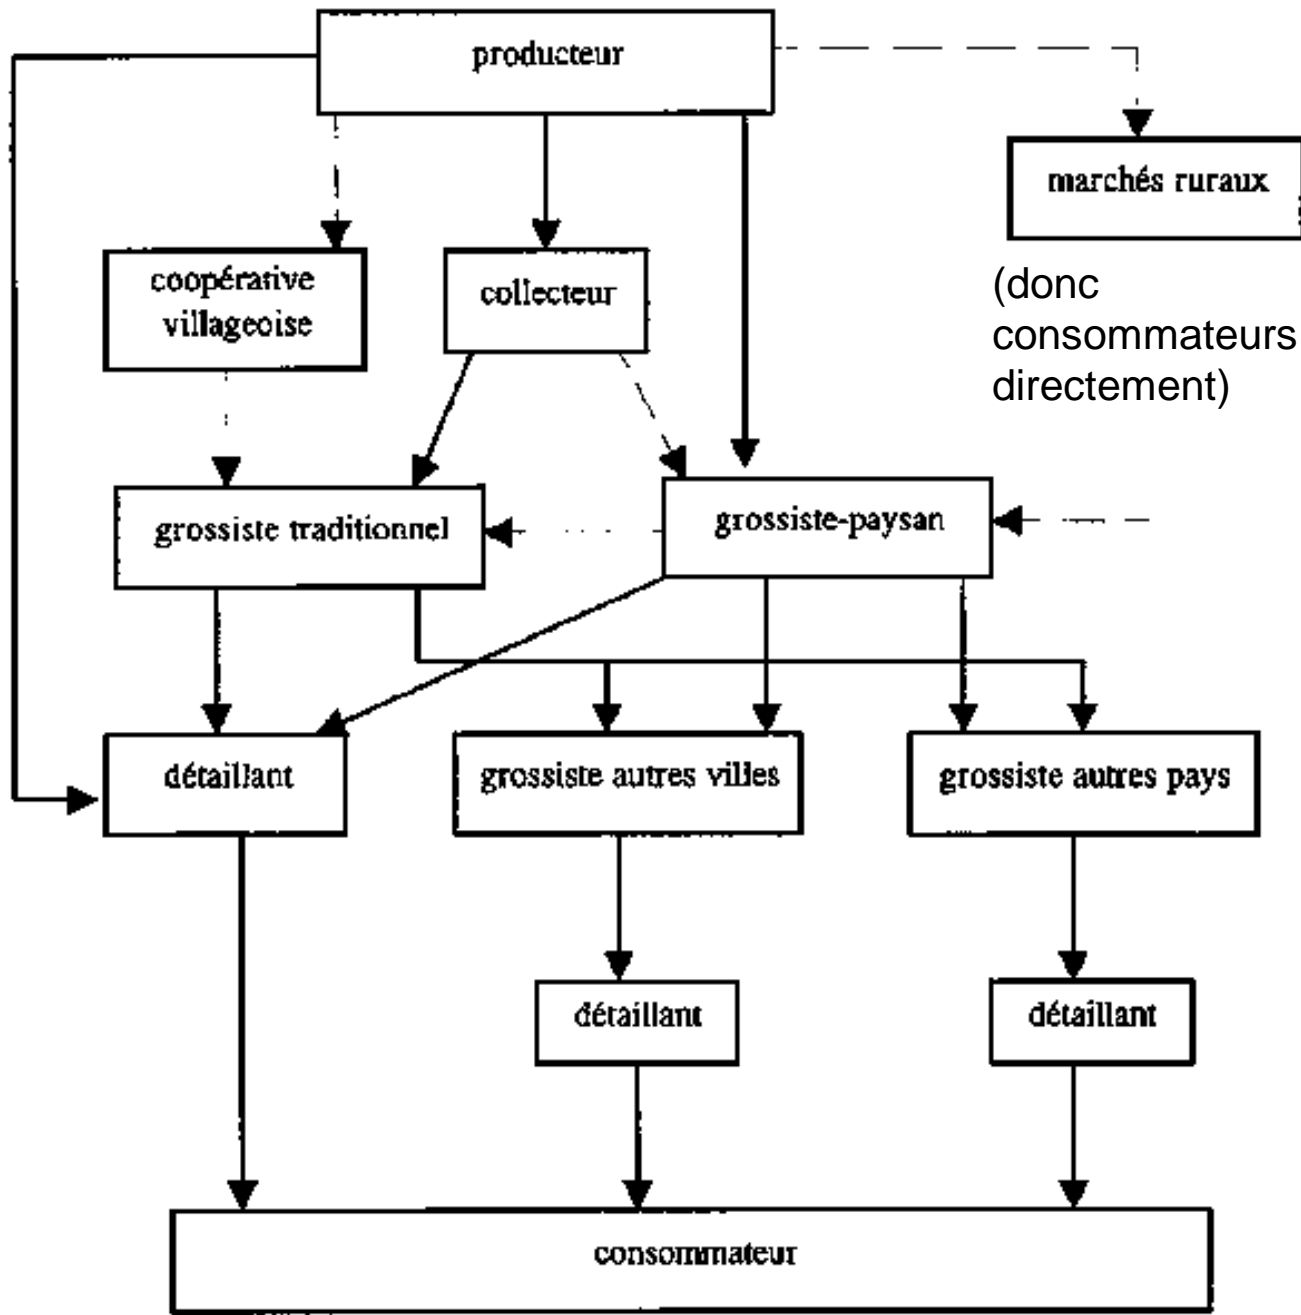 producteur
marchés ruraux
(donc
consommateurs
directement)
coopérative
villageoise
collecteur
grossiste traditionnel
grossiste-paysan
détaillant
grossiste autres villes
grossiste autres pays
détaillant
détaillant
consommateur